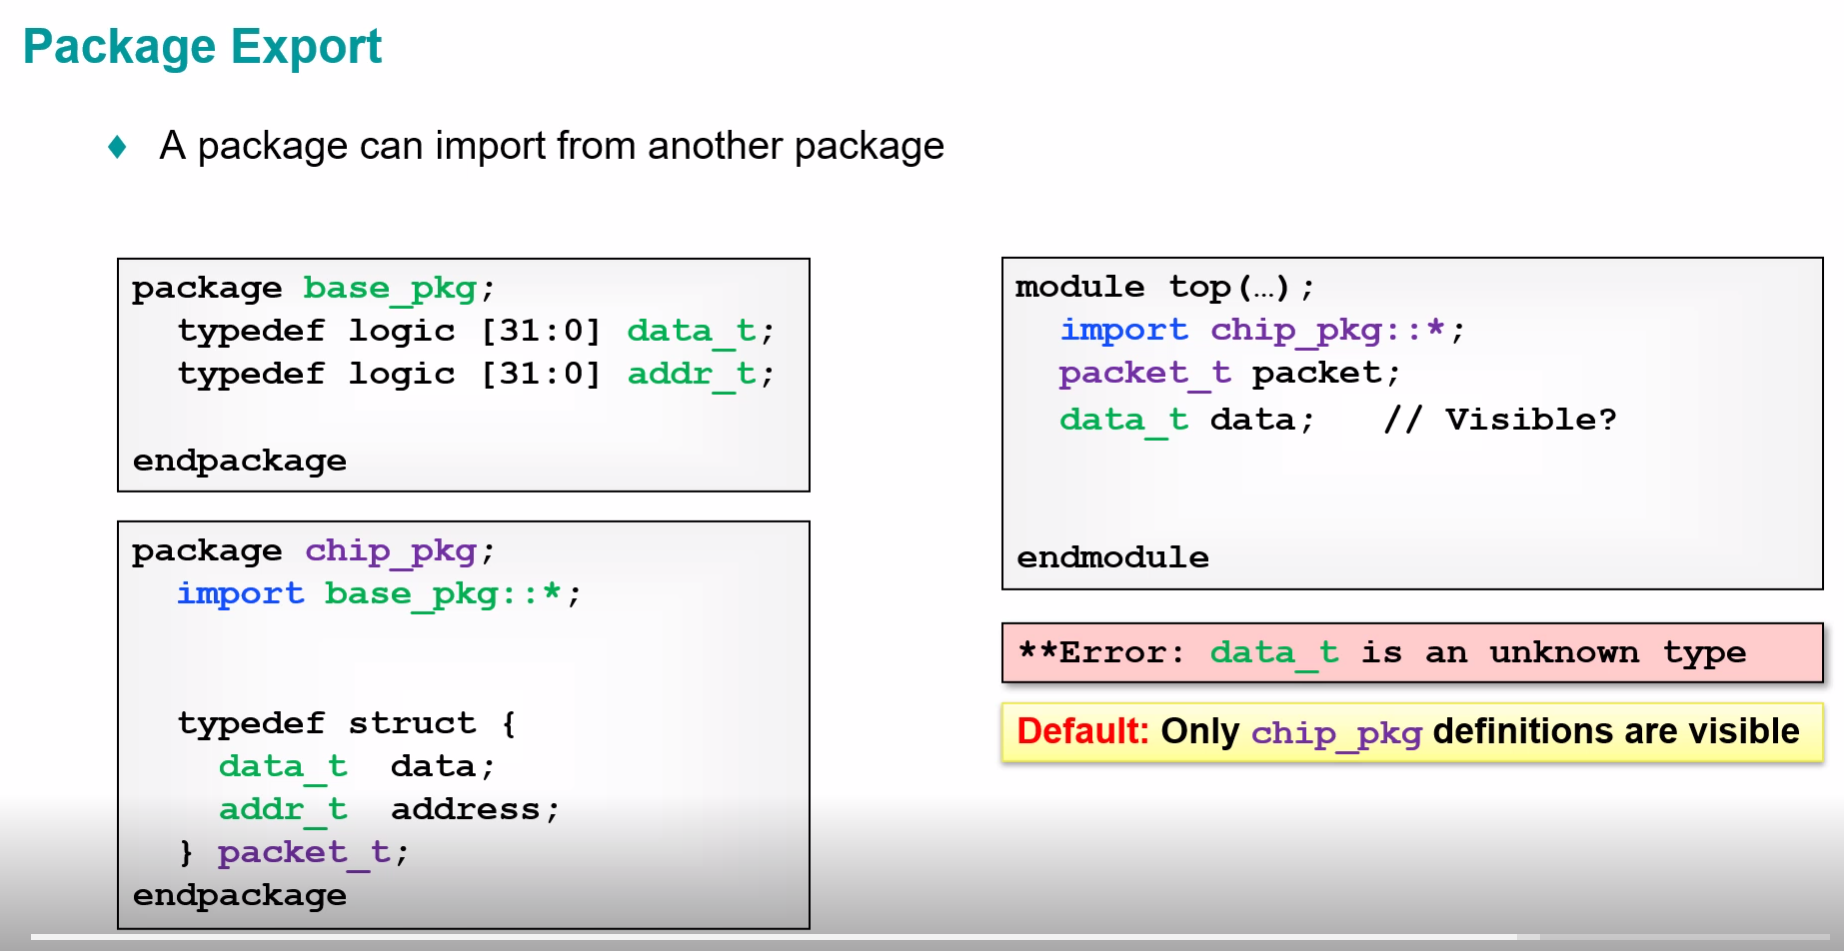 Package Export
♦ A package can import from another package
package base_pkg;
typedef logic [31:0] data_t;
typedef logic [31:0] addr_t;
endpackage
package chip_pkg;
import base_pkg::*;
typedef struct {
data_t data;
addr_t address;
} packet_t;
endpackage
module top(…);
import chip_pkg::*;
packet_t packet;
data_t data; // Visible?
endmodule
**Error: data_t is an unknown type
Default: Only chip_pkg definitions are visible